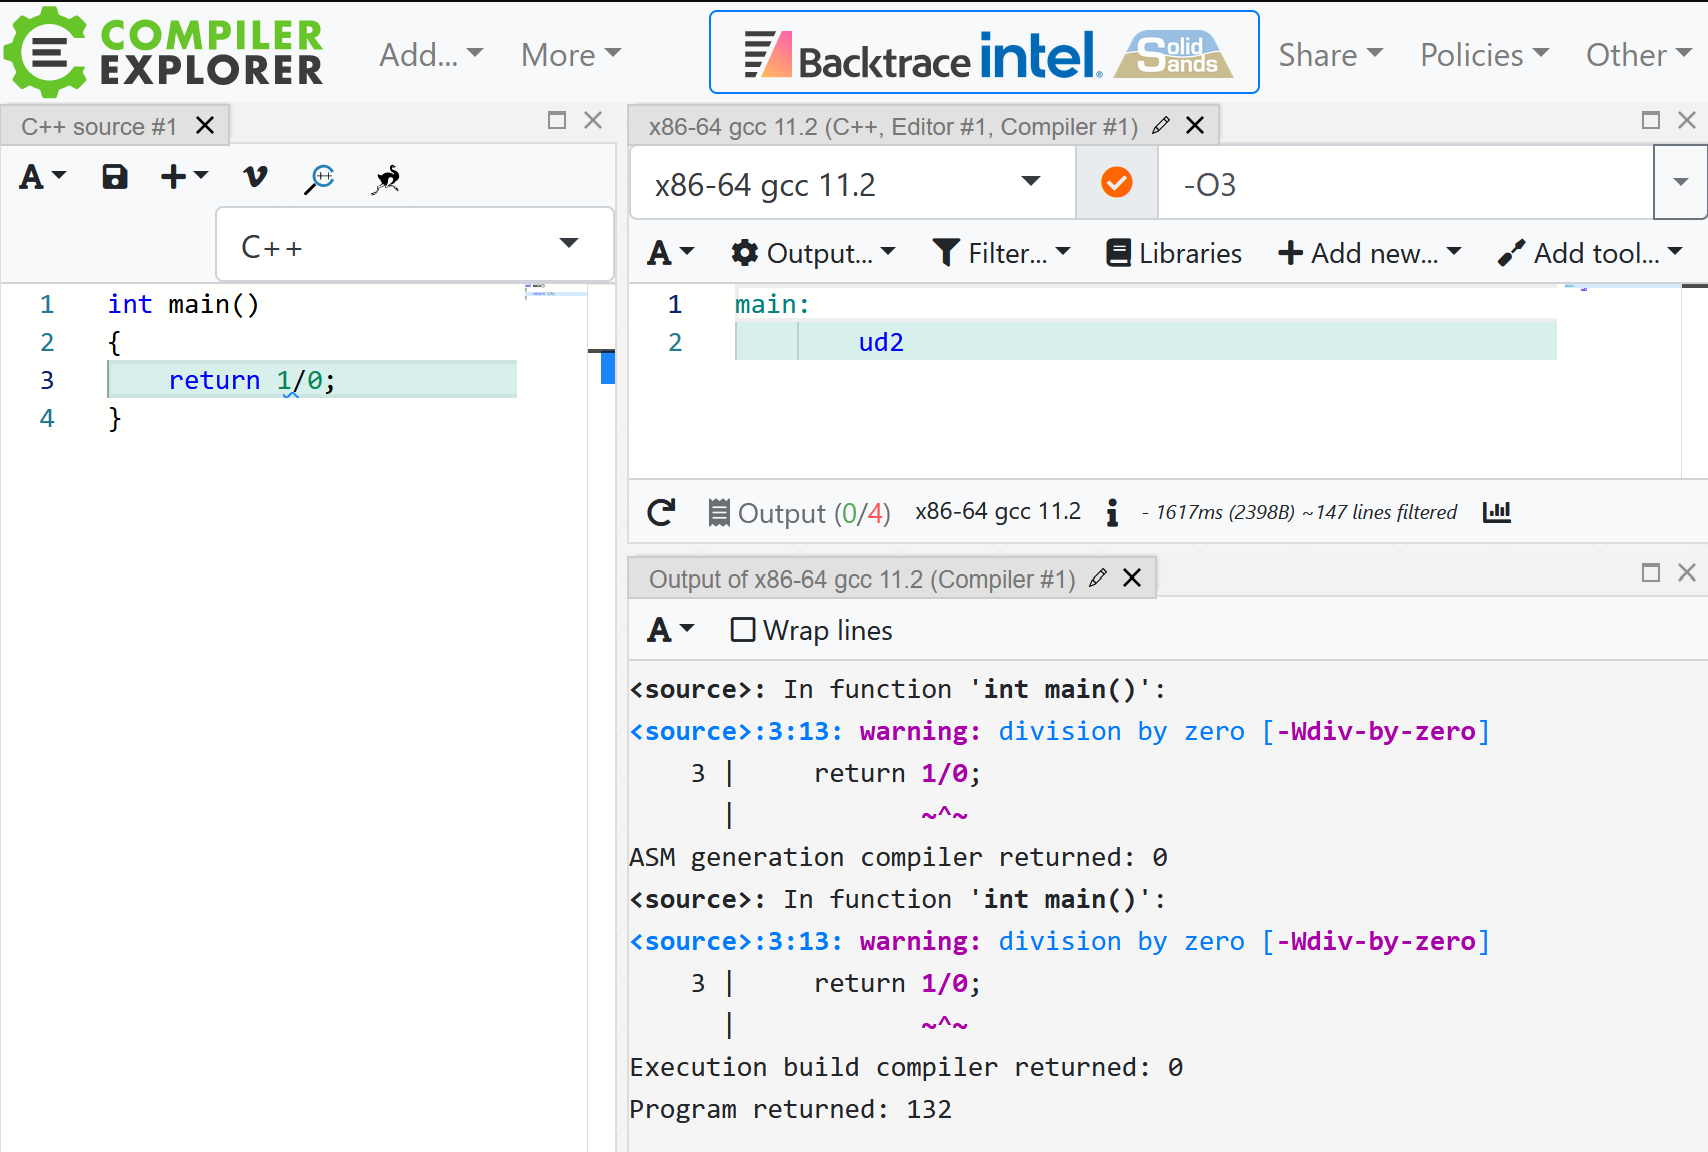 COMPILER
EXPLORER
Add...
More
Backtrace
intel.
Solid
Sands
Share
Policies
Other
C++ source #1
A
C++
1 int main()
2 {
3 return 1/0;
4 }
x86-64 gcc 11.2 (C++, Editor #1, Compiler #1)
x86-64 gcc 11.2
-O3
A
Output...
Filter...
Libraries
Add new...
Add tool...
1 main:
2 ud2
Output (0/4) x86-64 gcc 11.2 - 1617ms (2398B) ~147 lines filtered
Output of x86-64 gcc 11.2 (Compiler #1)
A
Wrap lines
<source>: In function 'int main()':
<source>:3:13: warning: division by zero [-Wdiv-by-zero]
3 | return 1/0;
| ~^~
ASM generation compiler returned: 0
<source>: In function 'int main()':
<source>:3:13: warning: division by zero [-Wdiv-by-zero]
3 | return 1/0;
| ~^~
Execution build compiler returned: 0
Program returned: 132